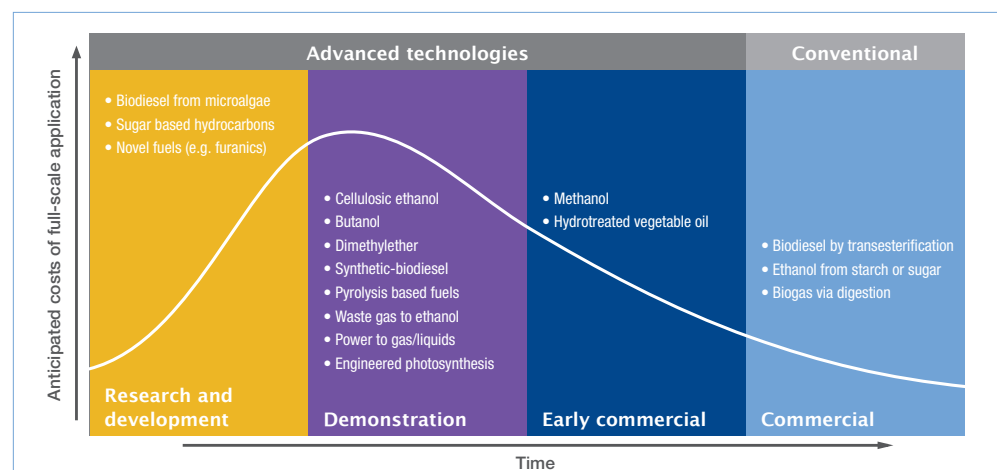 Advanced technologies
Conventional
Anticipated costs of full-scale application
• Biodiesel from microalgae
• Sugar based hydrocarbons
• Novel fuels (e.g. furanics)
Research and
development
• Cellulosic ethanol
• Butanol
• Dimethylether
• Synthetic-biodiesel
• Pyrolysis based fuels
• Waste gas to ethanol
• Power to gas/liquids
• Engineered photosynthesis
Demonstration
• Methanol
• Hydrotreated vegetable oil
Early commercial
• Biodiesel by transesterification
• Ethanol from starch or sugar
• Biogas via digestion
Commercial
Time